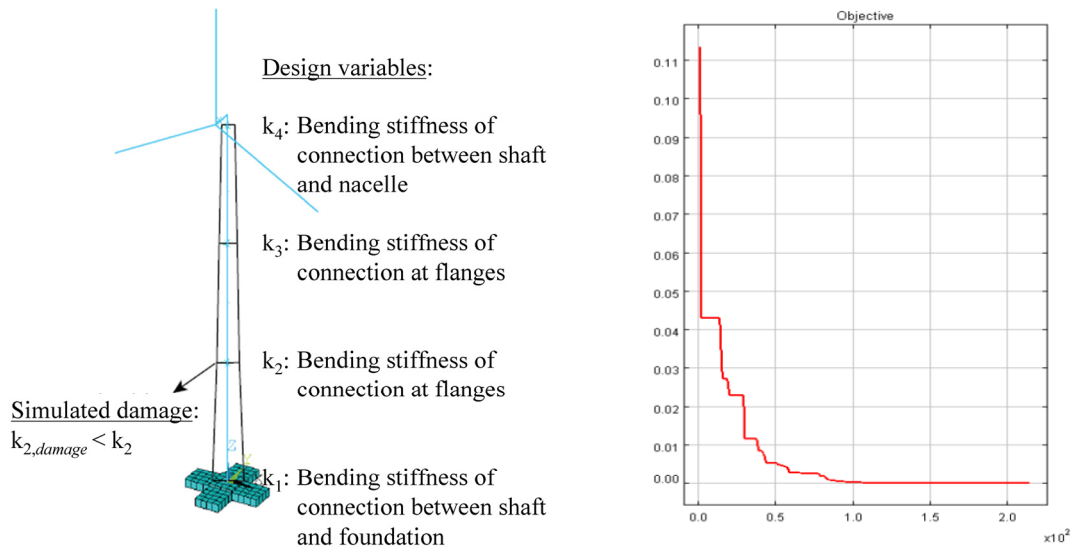 Design variables:
k4: Bending stiffness of
connection between shaft
and nacelle
k3: Bending stiffness of
connection at flanges
k2: Bending stiffness of
connection at flanges
Simulated damage:
k2,damage < k2
Z
Y
k1: Bending stiffness of
connection between shaft
and foundation
Objective
0.11
0.10
0.09
0.08
0.07
0.06
0.05
0.04
0.03
0.02
0.01
0.00
0.0 0.5 1.0 1.5 2.0
x10²